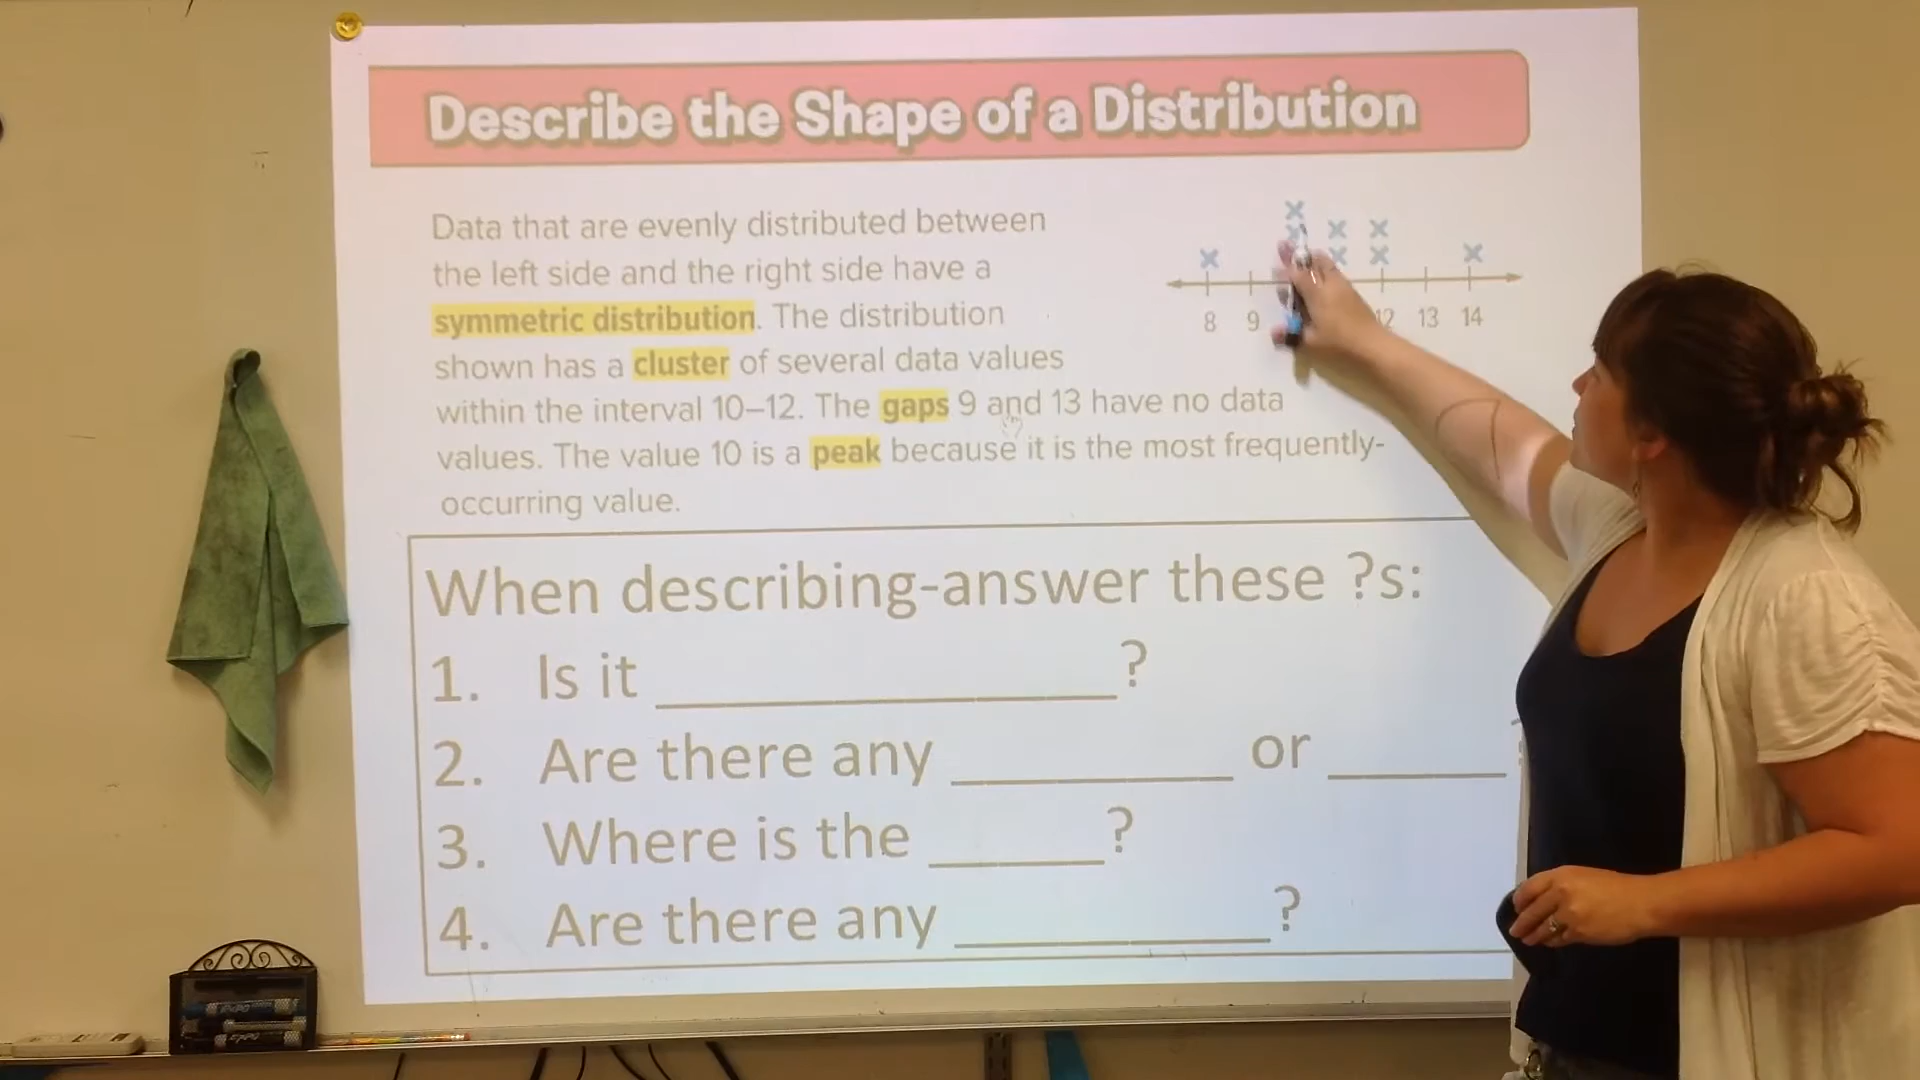 Describe the Shape of a Distribution
Data that are evenly distributed between
the left side and the right side have a
symmetric distribution. The distribution
shown has a cluster of several data values
within the interval 10–12. The gaps 9 and 13 have no data
values. The value 10 is a peak because it is the most frequently-
occurring value.
8 9 12 13 14
When describing-answer these ?s:
1. Is it ____________?
2. Are there any ________ or _____?
3. Where is the _____?
4. Are there any _________?
EXPO